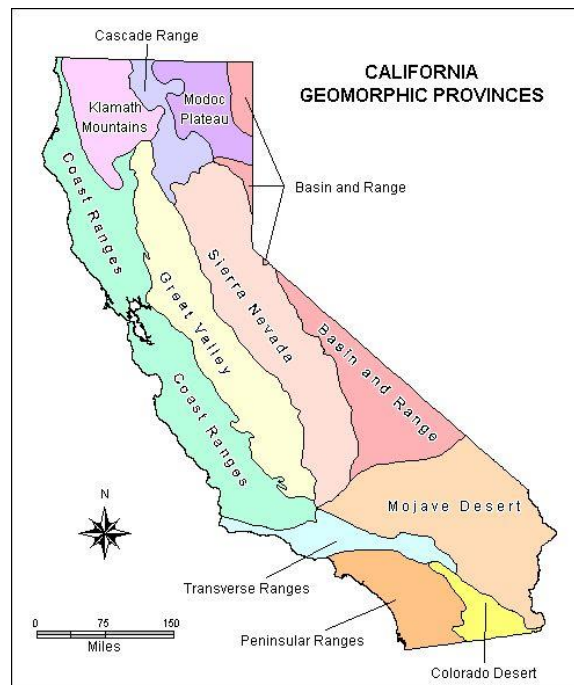 Cascade Range
CALIFORNIA
GEOMORPHIC PROVINCES
Klamath
Mountains
Modoc
Plateau
Basin and Range
Coast Ranges
Great Valley
Sierra Nevada
Basin and Range
Coast Ranges
Mojave Desert
N
Transverse Ranges
0 75 150
Miles
Peninsular Ranges
Colorado Desert